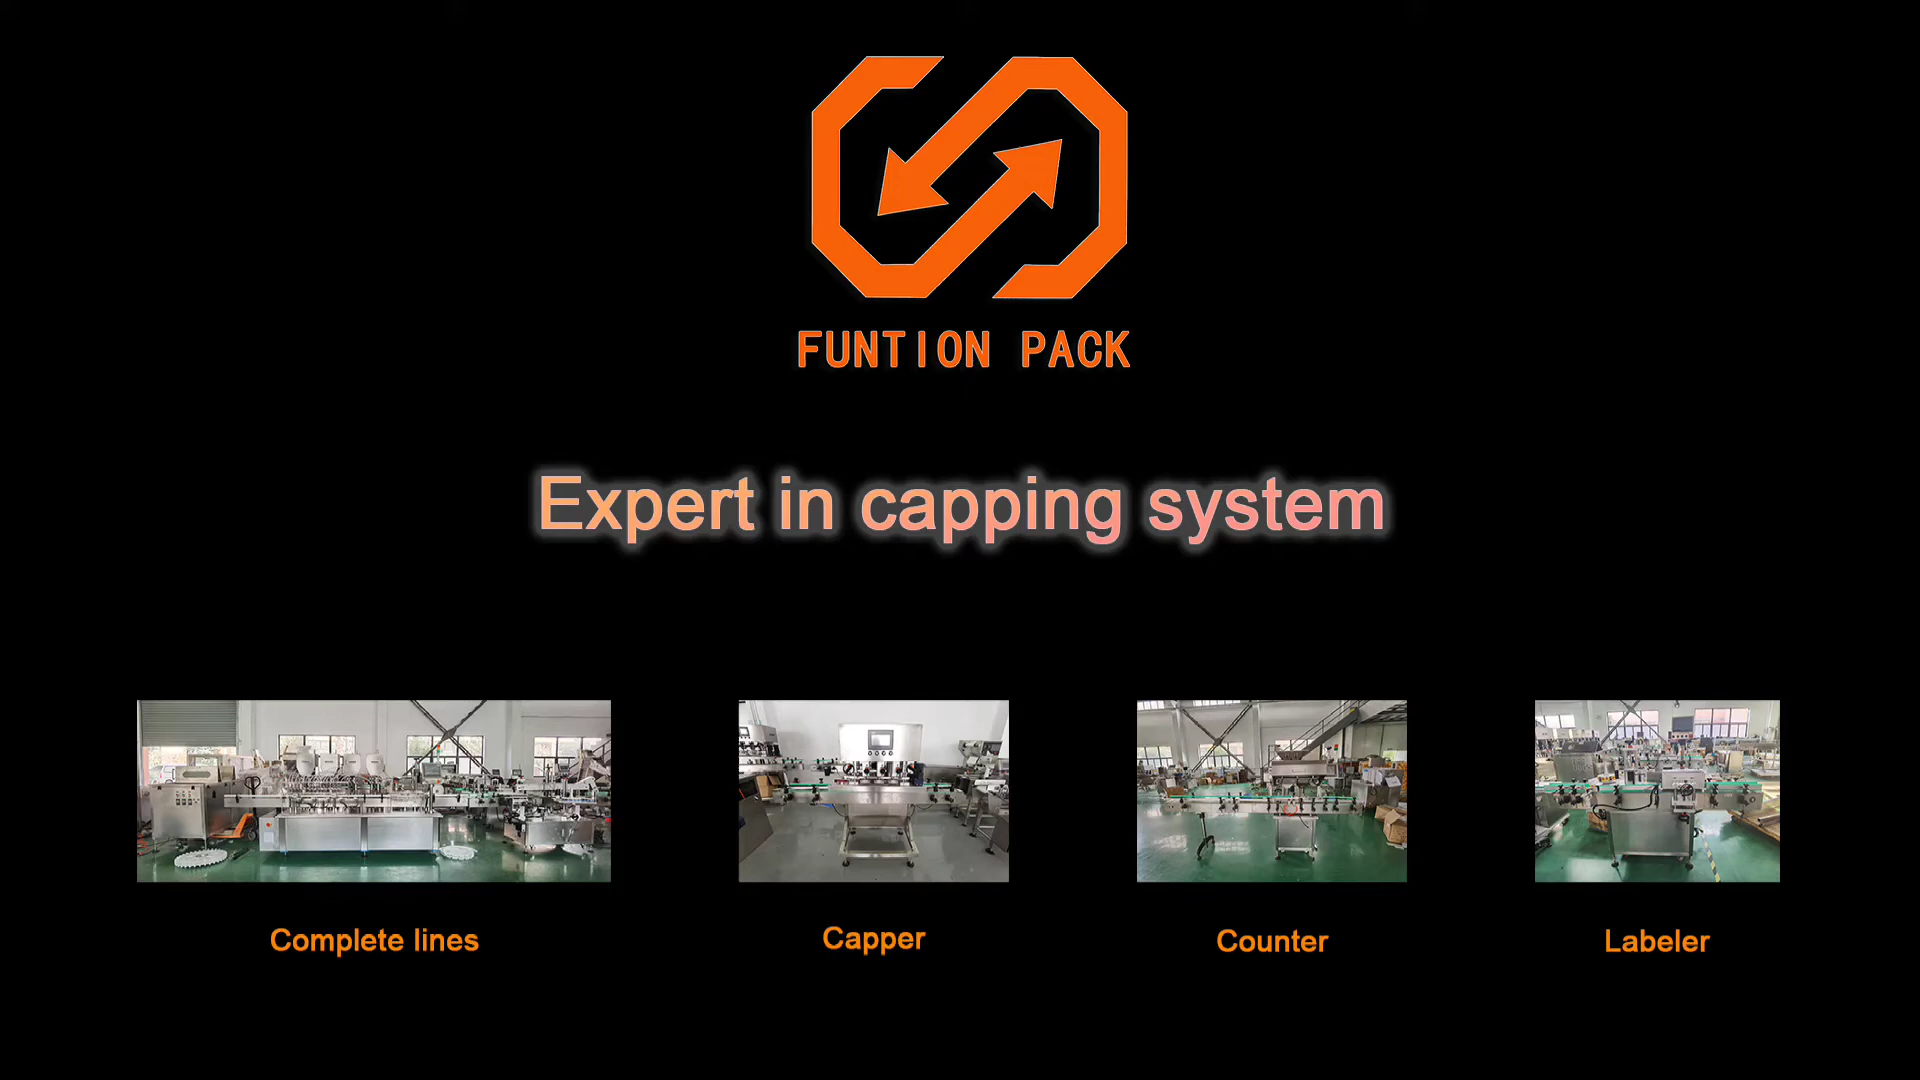 FUNTION PACK
Expert in capping system
Complete lines
Capper
Counter
Labeler